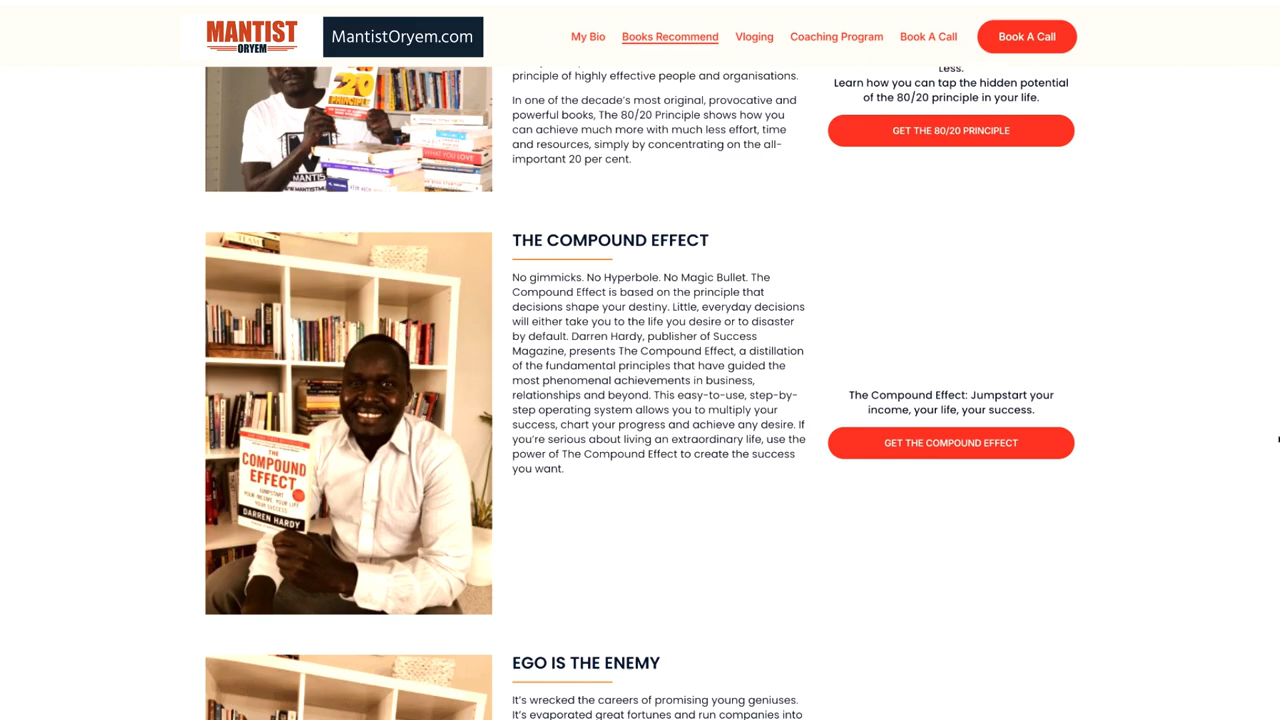 MANTIST
ORYEM
MantistOryem.com
My Bio
Books Recommend
Vloging
Coaching Program
Book A Call
Book A Call
principle of highly effective people and organisations.
In one of the decade's most original, provocative and
powerful books, The 80/20 Principle shows how you
can achieve much more with much less effort, time
and resources, simply by concentrating on the all-
important 20 per cent.
Less.
Learn how you can tap the hidden potential
of the 80/20 principle in your life.
GET THE 80/20 PRINCIPLE
THE COMPOUND EFFECT
No gimmicks. No Hyperbole. No Magic Bullet. The
Compound Effect is based on the principle that
decisions shape your destiny. Little, everyday decisions
will either take you to the life you desire or to disaster
by default. Darren Hardy, publisher of Success
Magazine, presents The Compound Effect, a distillation
of the fundamental principles that have guided the
most phenomenal achievements in business,
relationships and beyond. This easy-to-use, step-by-
step operating system allows you to multiply your
success, chart your progress and achieve any desire. If
you're serious about living an extraordinary life, use the
power of The Compound Effect to create the success
you want.
THE
COMPOUND
EFFECT
JUMPSTART
YOUR INCOME, YOUR LIFE,
YOUR SUCCESS
DARREN HARDY
The Compound Effect: Jumpstart your
income, your life, your success.
GET THE COMPOUND EFFECT
EGO IS THE ENEMY
It's wrecked the careers of promising young geniuses.
It's evaporated great fortunes and run companies into